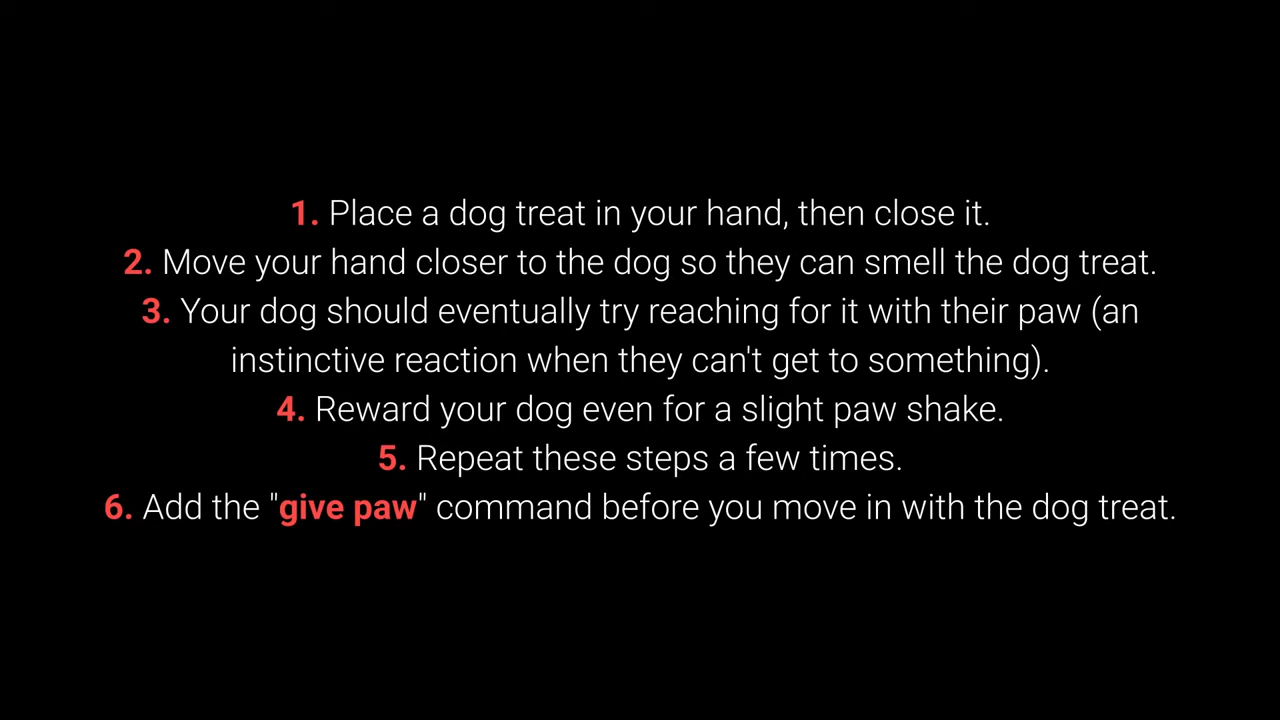 1. Place a dog treat in your hand, then close it.
2. Move your hand closer to the dog so they can smell the dog treat.
3. Your dog should eventually try reaching for it with their paw (an
instinctive reaction when they can't get to something).
4. Reward your dog even for a slight paw shake.
5. Repeat these steps a few times.
6. Add the "give paw" command before you move in with the dog treat.